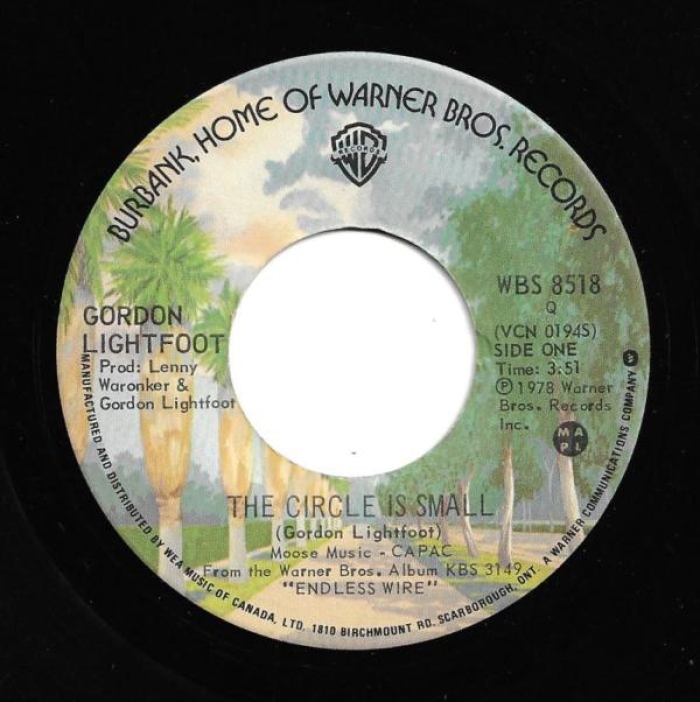 BURBANK, HOME OF WARNER BROS. RECORDS
WB
RECORDS
GORDON
LIGHTFOOT
Prod: Lenny
Waronker &
Gordon Lightfoot
WBS 8518
Q
(VCN 0194S)
SIDE ONE
Time: 3:51
Ⓟ 1978 Warner
Bros. Records
Inc.
M A
P L
THE CIRCLE IS SMALL
(Gordon Lightfoot)
Moose Music - CAPAC
From the Warner Bros. Album KBS 3149
"ENDLESS WIRE"
MANUFACTURED AND DISTRIBUTED BY WEA MUSIC OF CANADA, LTD. 1810 BIRCHMOUNT RD. SCARBOROUGH, ONT. A WARNER COMMUNICATIONS COMPANY